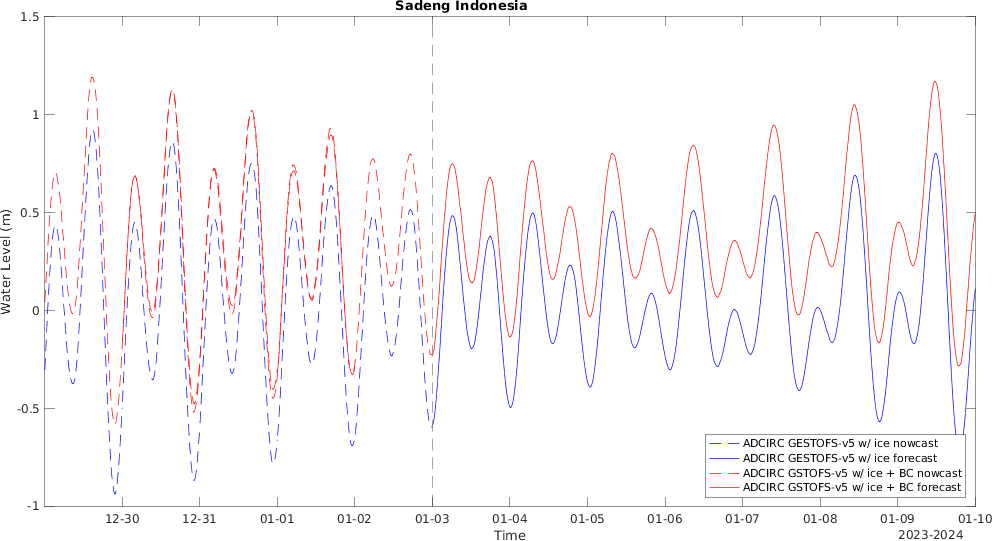 Sadeng Indonesia
1.5
1
0.5
0
-0.5
-1
Water Level (m)
12-30
12-31
01-01
01-02
01-03
01-04
01-05
01-06
01-07
01-08
01-09
01-10
Time
2023-2024
ADCIRC GESTOFS-v5 w/ ice nowcast
ADCIRC GESTOFS-v5 w/ ice forecast
ADCIRC GSTOFS-v5 w/ ice + BC nowcast
ADCIRC GSTOFS-v5 w/ ice + BC forecast